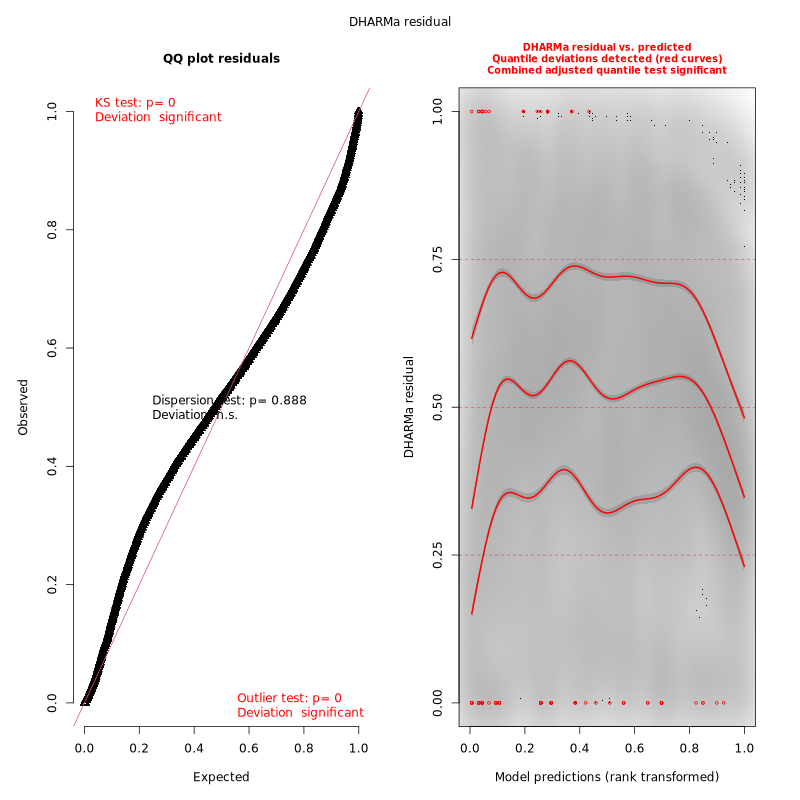 DHARMa residual
QQ plot residuals
KS test: p= 0
Deviation  significant
Dispersion test: p= 0.888
Deviation n.s.
Outlier test: p= 0
Deviation  significant
Observed
0.0 0.2 0.4 0.6 0.8 1.0
0.0 0.2 0.4 0.6 0.8 1.0
Expected
DHARMa residual vs. predicted
Quantile deviations detected (red curves)
Combined adjusted quantile test significant
DHARMa residual
0.00 0.25 0.50 0.75 1.00
0.0 0.2 0.4 0.6 0.8 1.0
Model predictions (rank transformed)